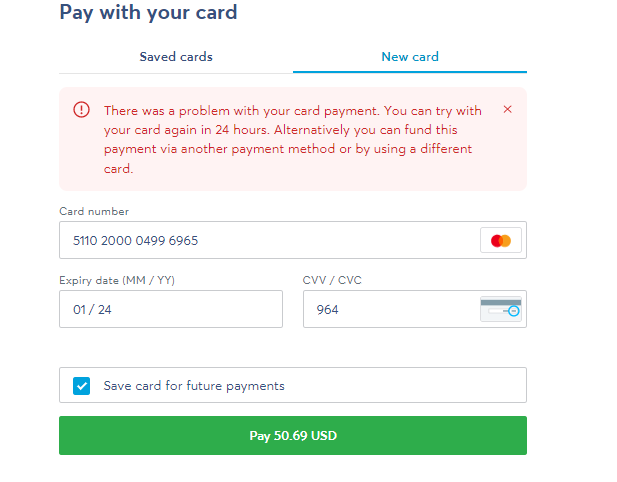 Pay with your card
Saved cards
New card
There was a problem with your card payment. You can try with
your card again in 24 hours. Alternatively you can fund this
payment via another payment method or by using a different
card.
Card number
5110 2000 0499 6965
Expiry date (MM / YY)
CVV / CVC
01 / 24
964
Save card for future payments
Pay 50.69 USD